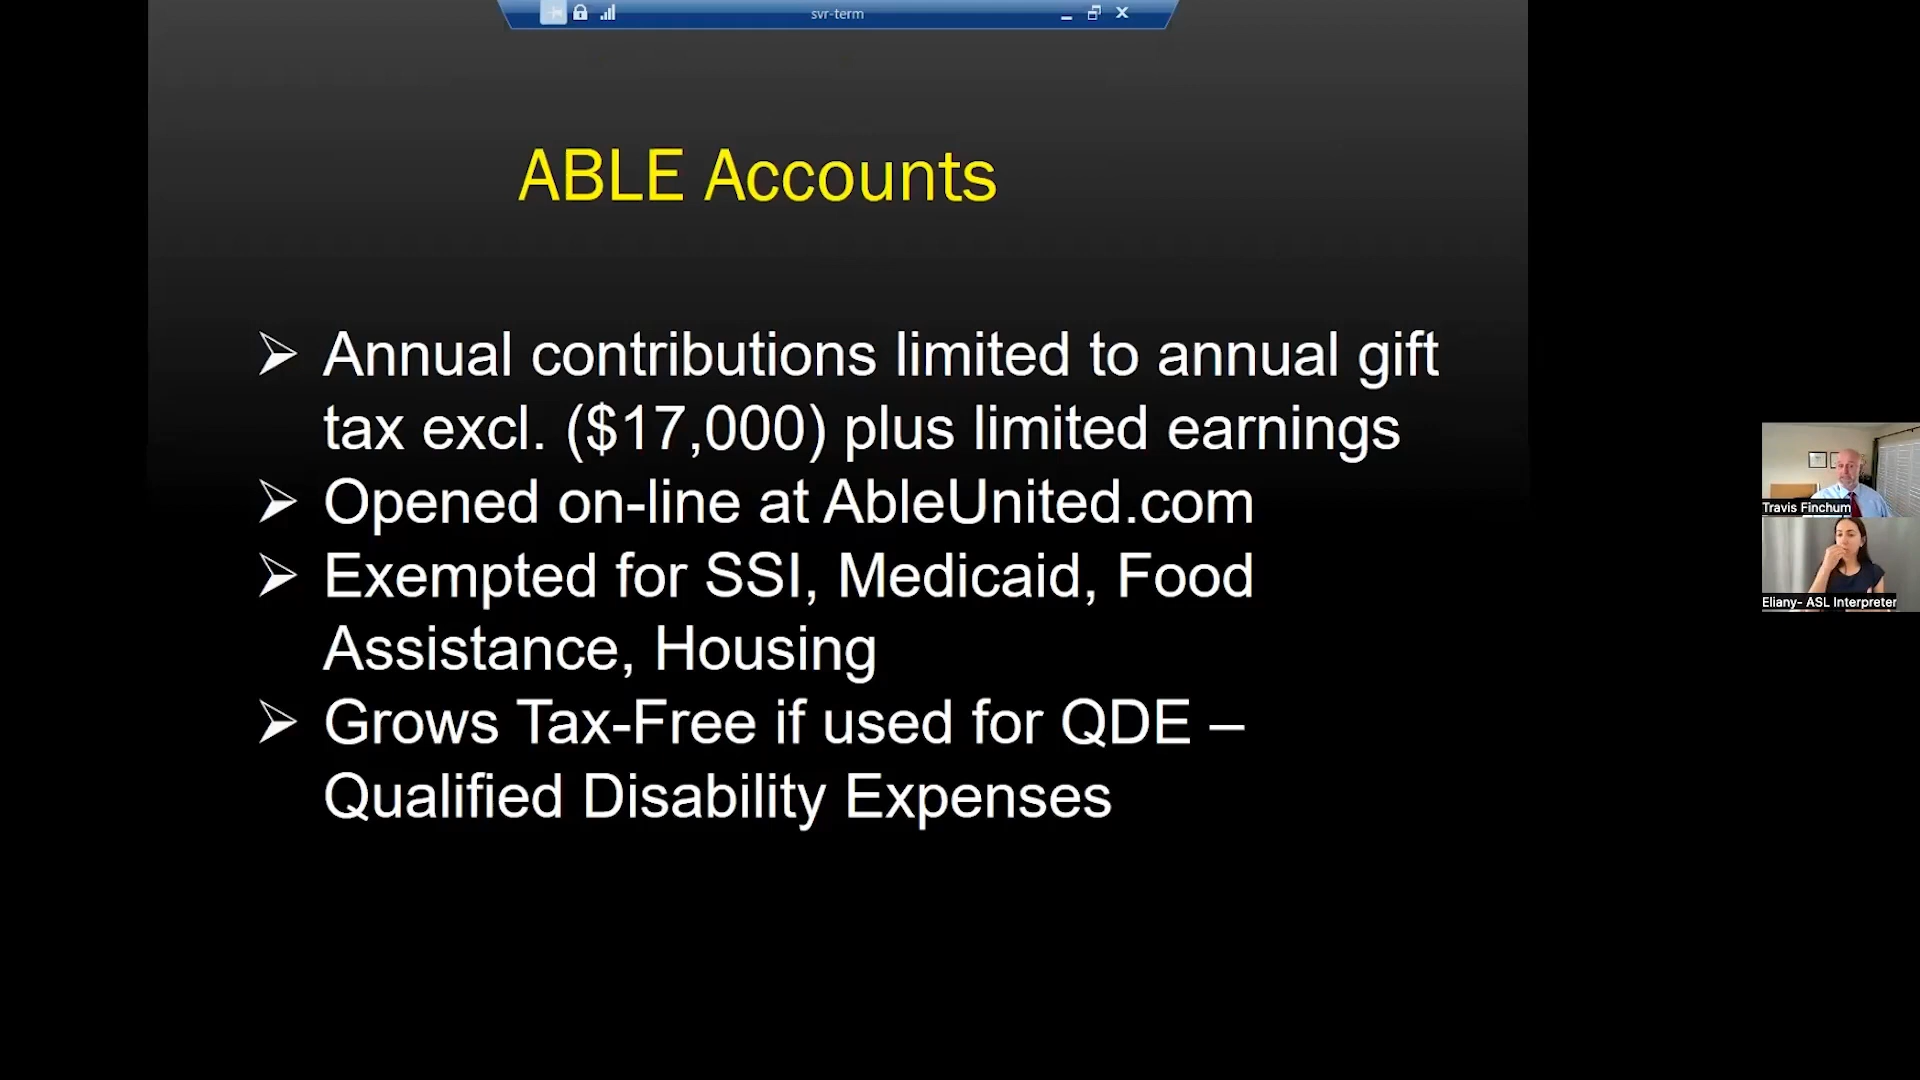 svr-term
ABLE Accounts
➢ Annual contributions limited to annual gift
tax excl. ($17,000) plus limited earnings
➢ Opened on-line at AbleUnited.com
➢ Exempted for SSI, Medicaid, Food
Assistance, Housing
➢ Grows Tax-Free if used for QDE –
Qualified Disability Expenses
Travis Finchum
Eliany- ASL Interpreter